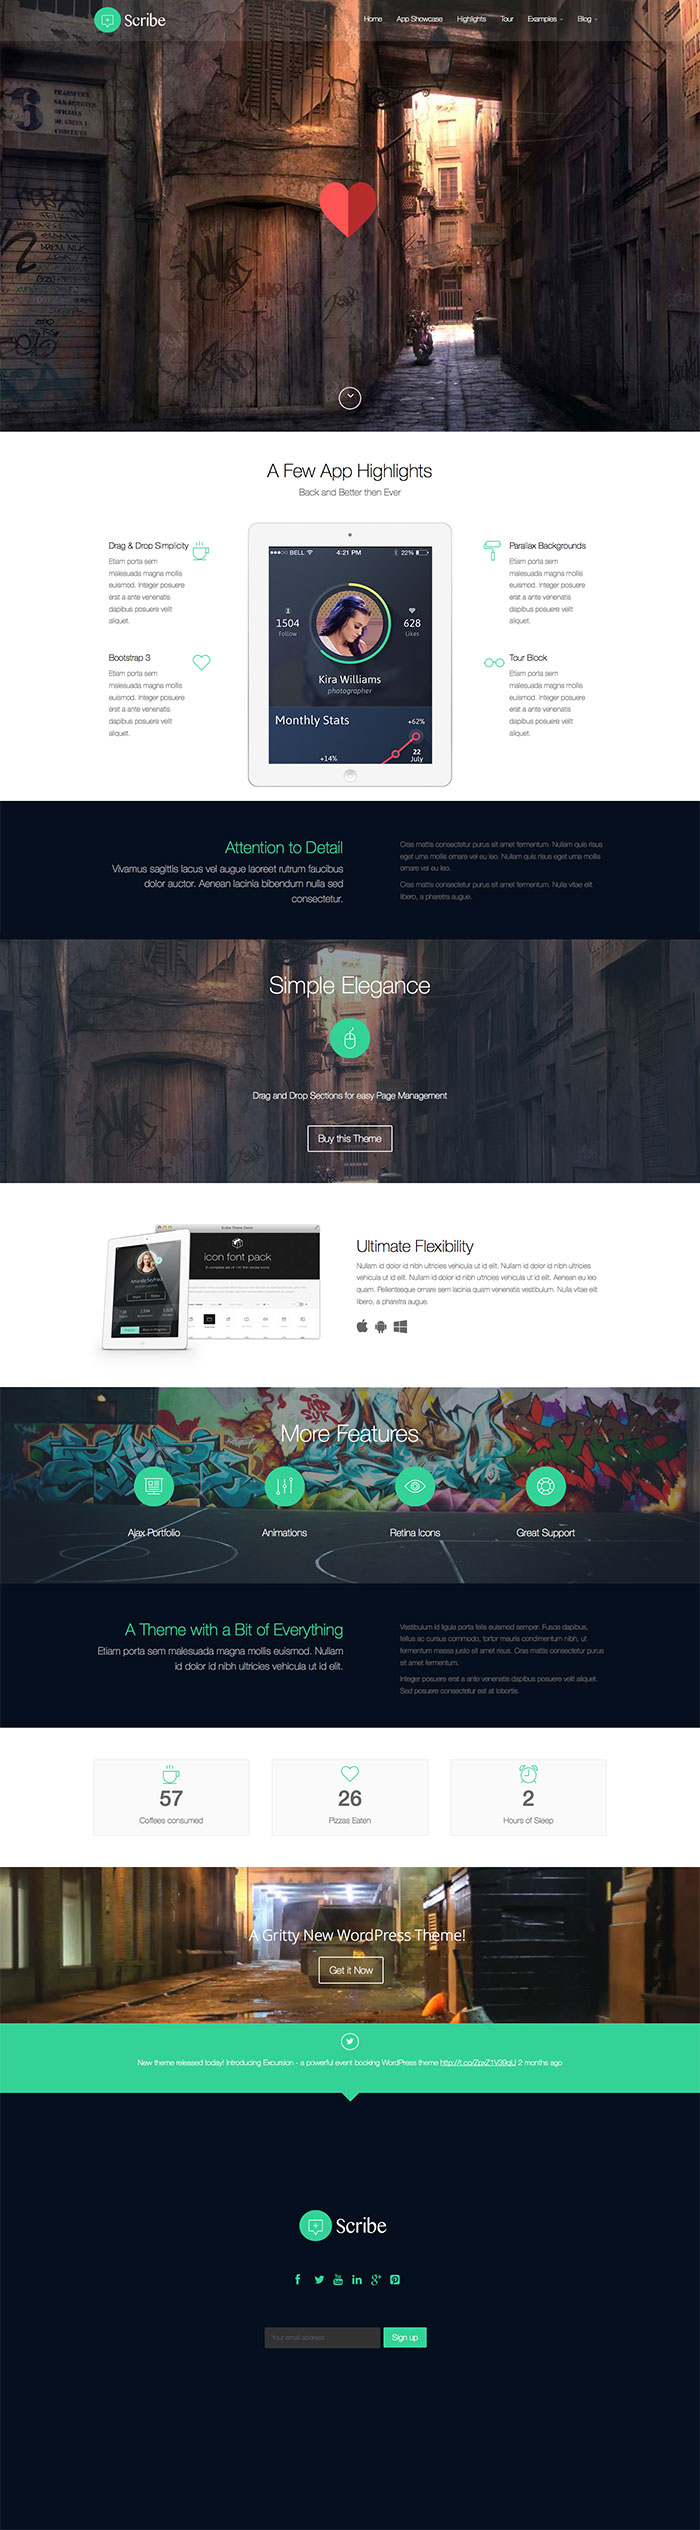 Scribe
Home App Showcase Highlights Tour Examples Blog
3
A Few App Highlights
Back and Better then Ever
Drag & Drop Simplicity
Etiam porta sem
malesuada magna mollis
euismod. Integer posuere
erat a ante venenatis
dapibus posuere velit
aliquet.
Bootstrap 3
Etiam porta sem
malesuada magna mollis
euismod. Integer posuere
erat a ante venenatis
dapibus posuere velit
aliquet.
BELL 4:21 PM 22%
1504
Follow
628
Likes
Kira Williams
photographer
Monthly Stats
+62%
+14%
22
July
Parallax Backgrounds
Etiam porta sem
malesuada magna mollis
euismod. Integer posuere
erat a ante venenatis
dapibus posuere velit
aliquet.
Tour Block
Etiam porta sem
malesuada magna mollis
euismod. Integer posuere
erat a ante venenatis
dapibus posuere velit
aliquet.
Attention to Detail
Vivamus sagittis lacus vel augue laoreet rutrum faucibus
dolor auctor. Aenean lacinia bibendum nulla sed
consectetur.
Cras mattis consectetur purus sit amet fermentum. Nullam quis risus
eget urna mollis ornare vel eu leo. Nullam quis risus eget urna mollis
ornare vel eu leo.
Cras mattis consectetur purus sit amet fermentum. Nulla vitae elit
libero, a pharetra augue.
Simple Elegance
Drag and Drop Sections for easy Page Management
Buy this Theme
Scribe Theme Demo
icon font pack
Ultimate Flexibility
Nullam id dolor id nibh ultricies vehicula ut id elit. Nullam id dolor id nibh ultricies
vehicula ut id elit. Nullam id dolor id nibh ultricies vehicula ut id elit. Aenean eu leo
quam. Pellentesque ornare sem lacinia quam venenatis vestibulum. Nulla vitae elit
libero, a pharetra augue.
More Features
Ajax Portfolio
Animations
Retina Icons
Great Support
A Theme with a Bit of Everything
Etiam porta sem malesuada magna mollis euismod. Nullam
id dolor id nibh ultricies vehicula ut id elit.
Vestibulum id ligula porta felis euismod semper. Fusce dapibus,
tellus ac cursus commodo, tortor mauris condimentum nibh, ut
fermentum massa justo sit amet risus. Cras mattis consectetur purus
sit amet fermentum.
Integer posuere erat a ante venenatis dapibus posuere velit aliquet.
Sed posuere consectetur est at lobortis.
57
Coffees consumed
26
Pizzas Eaten
2
Hours of Sleep
A Gritty New WordPress Theme!
Get it Now
New theme released today! Introducing Excursion - a powerful event booking WordPress theme http://t.co/ZpxZ1V39qU 2 months ago
Scribe
Your email address
Sign up